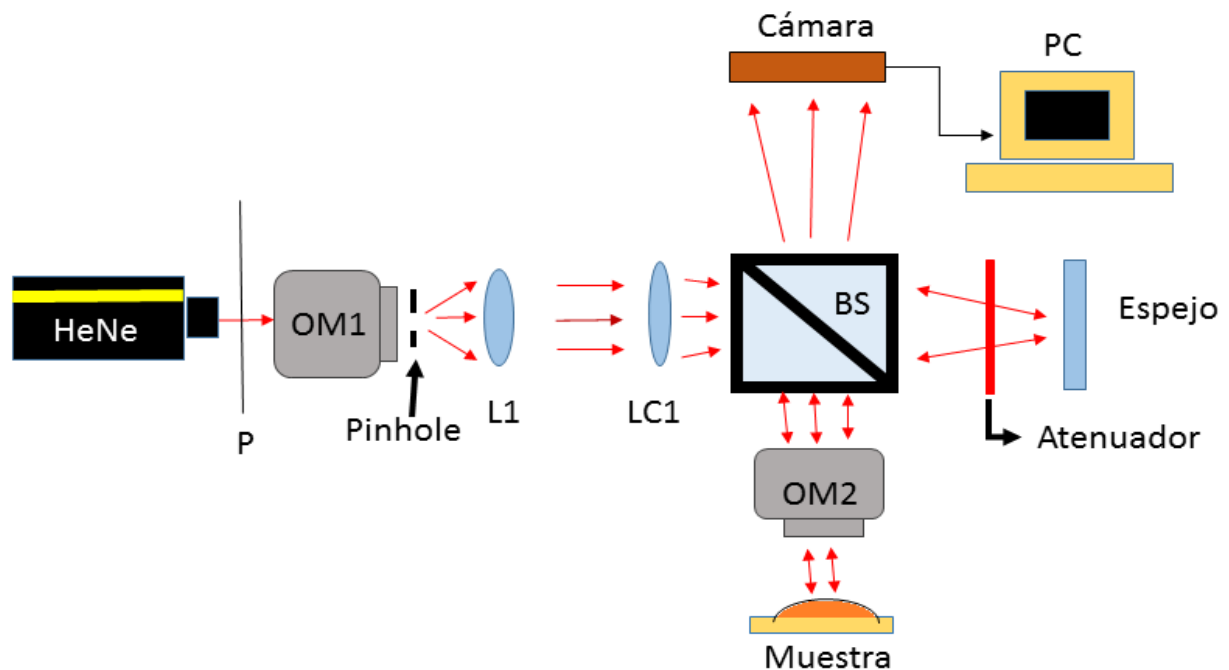 Cámara
PC
HeNe
OM1
BS
Espejo
P
Pinhole
L1
LC1
Atenuador
OM2
Muestra